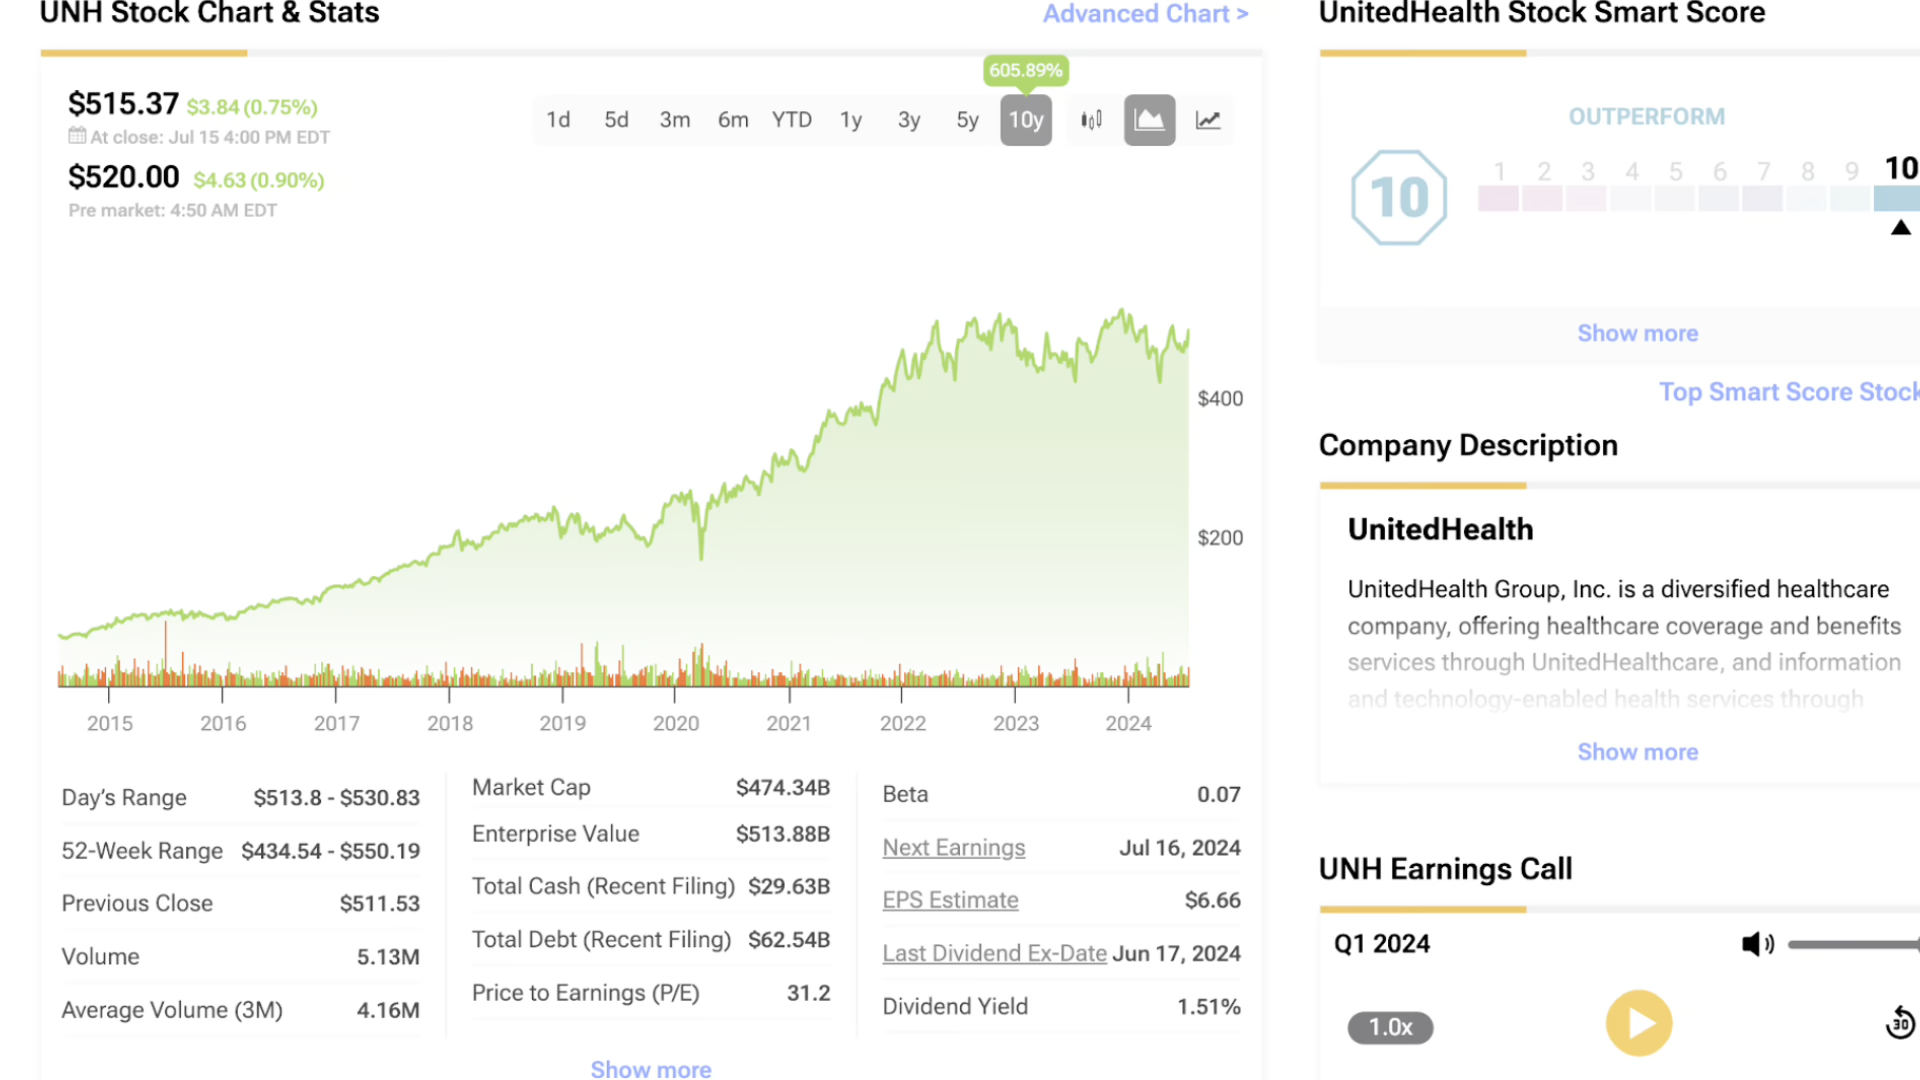 UNH Stock Chart & Stats
Advanced Chart >
$515.37 $3.84 (0.75%)
At close: Jul 15 4:00 PM EDT
$520.00 $4.63 (0.90%)
Pre market: 4:50 AM EDT
605.89%
1d 5d 3m 6m YTD 1y 3y 5y 10y
$400
$200
2015 2016 2017 2018 2019 2020 2021 2022 2023 2024
Day's Range $513.8 - $530.83
52-Week Range $434.54 - $550.19
Previous Close $511.53
Volume 5.13M
Average Volume (3M) 4.16M
Market Cap $474.34B
Enterprise Value $513.88B
Total Cash (Recent Filing) $29.63B
Total Debt (Recent Filing) $62.54B
Price to Earnings (P/E) 31.2
Beta 0.07
Next Earnings Jul 16, 2024
EPS Estimate $6.66
Last Dividend Ex-Date Jun 17, 2024
Dividend Yield 1.51%
Show more
UnitedHealth Stock Smart Score
OUTPERFORM
10
1 2 3 4 5 6 7 8 9 10
Show more
Top Smart Score Stock
Company Description
UnitedHealth
UnitedHealth Group, Inc. is a diversified healthcare
company, offering healthcare coverage and benefits
services through UnitedHealthcare, and information
and technology-enabled health services through
Show more
UNH Earnings Call
Q1 2024
1.0x
30